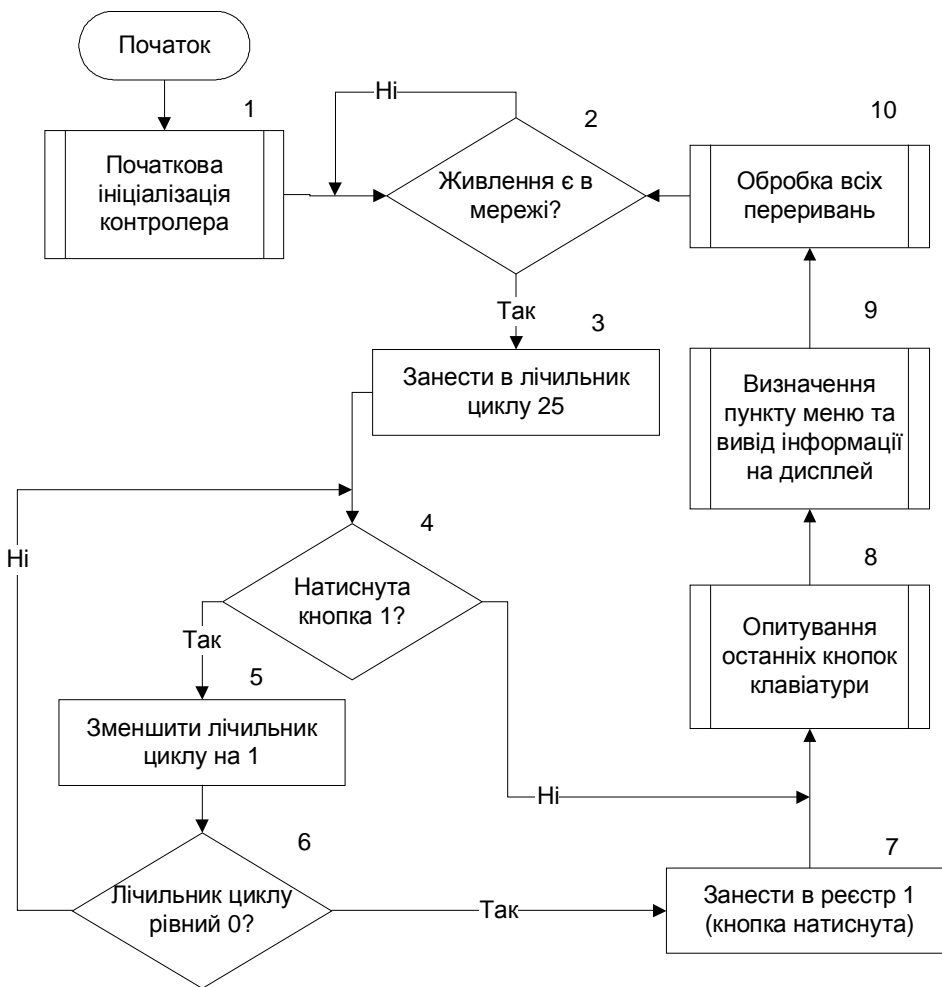 Початок
1
Початкова
ініціалізація
контролера
Ні
2
Живлення є в
мережі?
10
Обробка всіх
переривань
Так
3
Занести в лічильник
циклу 25
9
Визначення
пункту меню та
вивід інформації
на дисплей
Ні
4
Натиснута
кнопка 1?
Так
8
Опитування
останніх кнопок
клавіатури
5
Зменшити лічильник
циклу на 1
Ні
6
Лічильник циклу
рівний 0?
Так
7
Занести в реєстр 1
(кнопка натиснута)